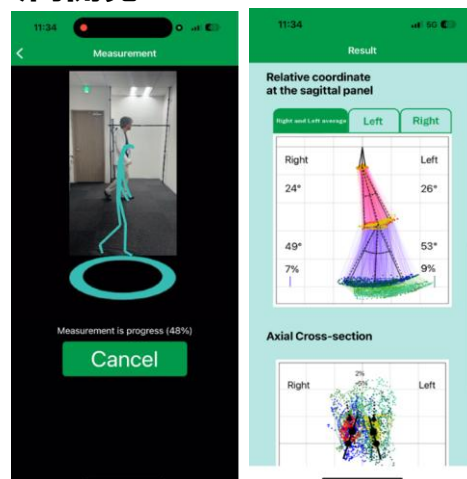 11:34
Measurement
Measurement is progress (48%)
Cancel
11:34
5G
Result
Relative coordinate
at the sagittal panel
Right and Left average
Left
Right
Right
Left
24°
26°
49°
53°
7%
9%
Axial Cross-section
2%
Right
Left